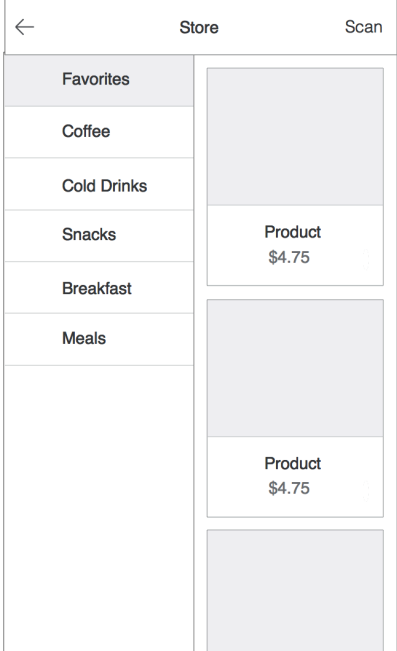 Store
Scan
Favorites
Coffee
Cold Drinks
Snacks
Breakfast
Meals
Product
$4.75
Product
$4.75